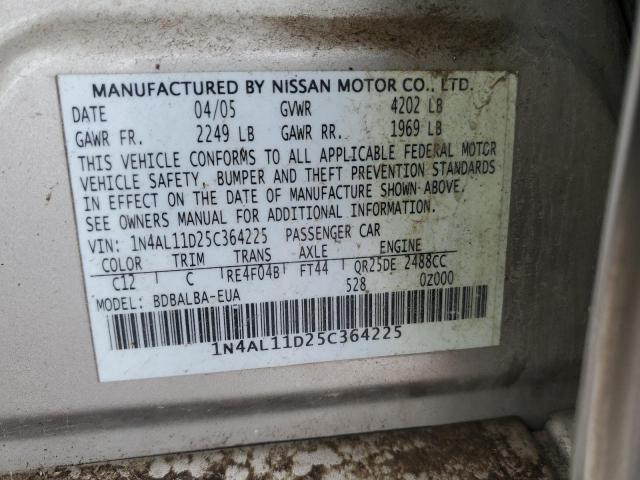 MANUFACTURED BY NISSAN MOTOR CO., LTD.
DATE 04/05 GVWR 4202 LB
GAWR FR. 2249 LB GAWR RR. 1969 LB
THIS VEHICLE CONFORMS TO ALL APPLICABLE FEDERAL MOTOR
VEHICLE SAFETY, BUMPER AND THEFT PREVENTION STANDARDS
IN EFFECT ON THE DATE OF MANUFACTURE SHOWN ABOVE.
SEE OWNERS MANUAL FOR ADDITIONAL INFORMATION.
VIN: 1N4AL11D25C364225 PASSENGER CAR
COLOR TRIM TRANS AXLE ENGINE
C12 C RE4F04B FT44 QR25DE 2488CC
MODEL: BDBALBA-EUA 528 0Z000
1N4AL11D25C364225